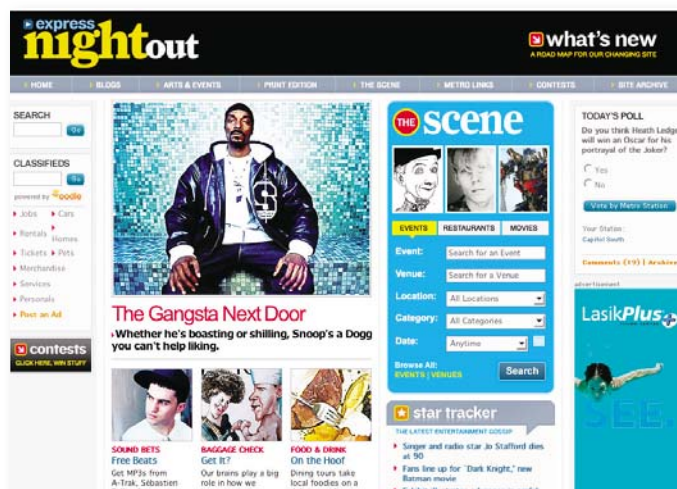 express
nightout
what's new
A ROAD MAP FOR OUR CHANGING SITE
HOME
BLOGS
ARTS & EVENTS
PRINT EDITION
THE SCENE
METRO LINKS
CONTESTS
SITE ARCHIVE
SEARCH
Go
CLASSIFIEDS
Go
powered by oodle
Jobs Cars
Rentals Homes
Tickets Pets
Merchandise
Services
Personals
Post an Ad
contests
CLICK HERE, WIN STUFF
S
The Gangsta Next Door
Whether he's boasting or shilling, Snoop's a Dogg
you can't help liking.
SOUND BETS
Free Beats
Get MP3s from
A-Trak, Sébastien
BAGGAGE CHECK
Get It?
Our brains play a big
role in how we
FOOD & DRINK
On the Hoof
Dining tours take
local foodies on a
THE scene
EVENTS
RESTAURANTS
MOVIES
Event: Search for an Event
Venue: Search for a Venue
Location: All Locations
Category: All Categories
Date: Anytime
Browse All:
EVENTS | VENUES
Search
star tracker
THE LATEST ENTERTAINMENT GOSSIP
Singer and radio star Jo Stafford dies
at 90
Fans line up for "Dark Knight," new
Batman movie
TODAY'S POLL
Do you think Heath Ledge
will win an Oscar for his
portrayal of the Joker?
Yes
No
Vote by Metro Station
Your Station:
Capitol South
Comments (19) | Archive
advertisement
LasikPlus
SEE.